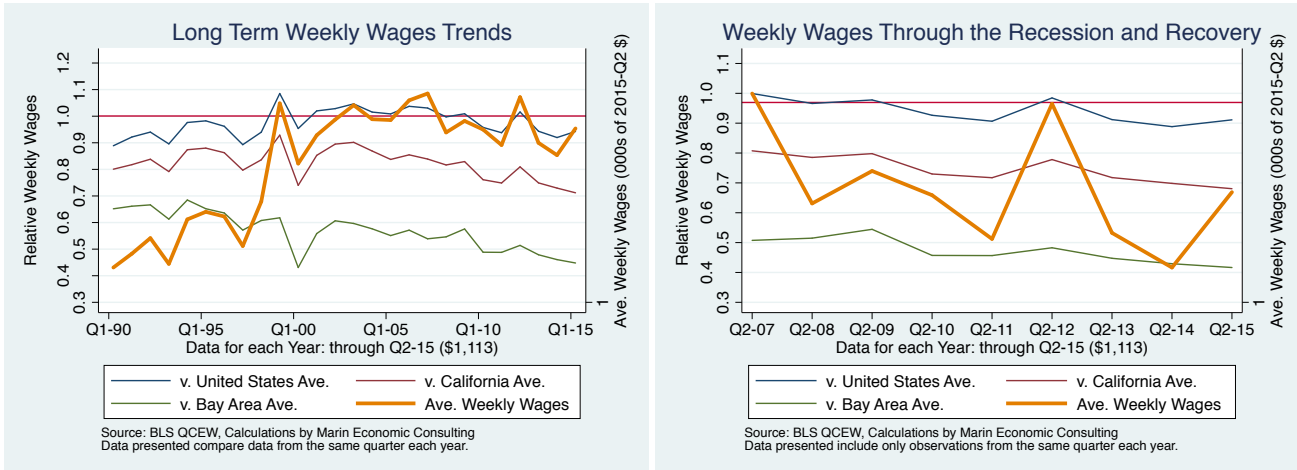 Long Term Weekly Wages Trends
Relative Weekly Wages
1.2
1.1
1.0
0.9
0.8
0.7
0.6
0.5
0.4
0.3
1
Ave. Weekly Wages (000s of 2015-Q2 $)
Q1-90 Q1-95 Q1-00 Q1-05 Q1-10 Q1-15
Data for each Year: through Q2-15 ($1,113)
v. United States Ave. v. California Ave.
v. Bay Area Ave. Ave. Weekly Wages
Source: BLS QCEW, Calculations by Marin Economic Consulting
Data presented compare data from the same quarter each year.
Weekly Wages Through the Recession and Recovery
Relative Weekly Wages
1.1
1.0
0.9
0.8
0.7
0.6
0.5
0.4
0.3
1
Ave. Weekly Wages (000s of 2015-Q2 $)
Q2-07 Q2-08 Q2-09 Q2-10 Q2-11 Q2-12 Q2-13 Q2-14 Q2-15
Data for each Year: through Q2-15 ($1,113)
v. United States Ave. v. California Ave.
v. Bay Area Ave. Ave. Weekly Wages
Source: BLS QCEW, Calculations by Marin Economic Consulting
Data presented include only observations from the same quarter each year.